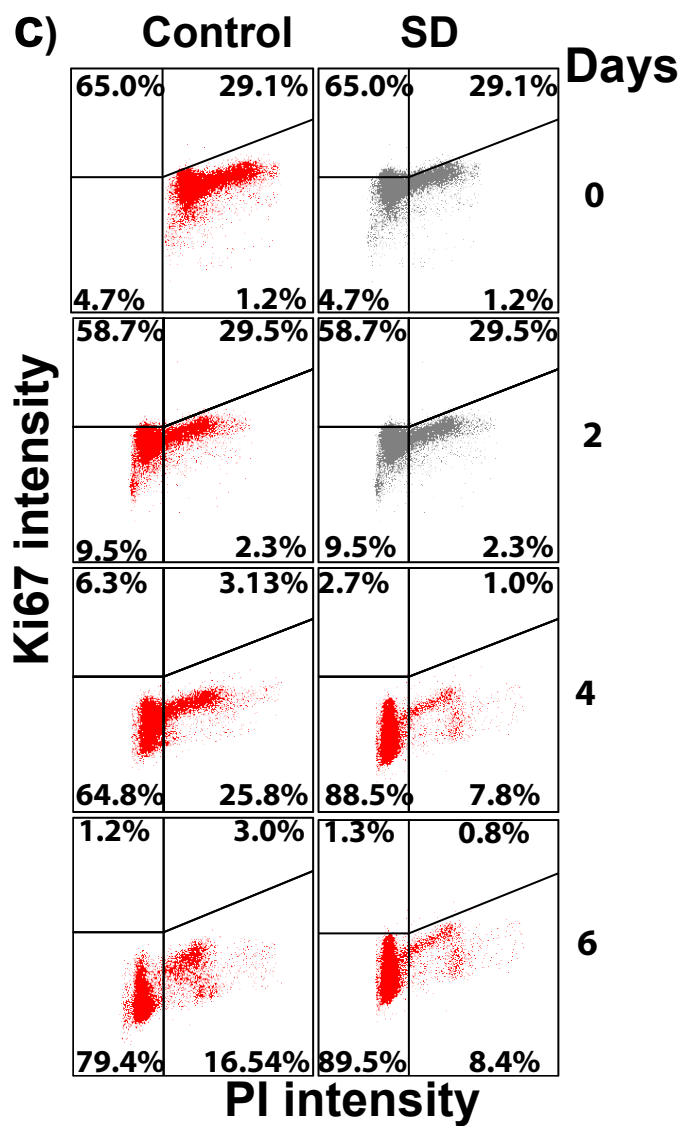 c) Control SD Days
65.0% 29.1% 65.0% 29.1%
0
4.7% 1.2% 4.7% 1.2%
58.7% 29.5% 58.7% 29.5%
2
9.5% 2.3% 9.5% 2.3%
6.3% 3.13% 2.7% 1.0%
4
64.8% 25.8% 88.5% 7.8%
1.2% 3.0% 1.3% 0.8%
6
79.4% 16.54% 89.5% 8.4%
Ki67 intensity
PI intensity